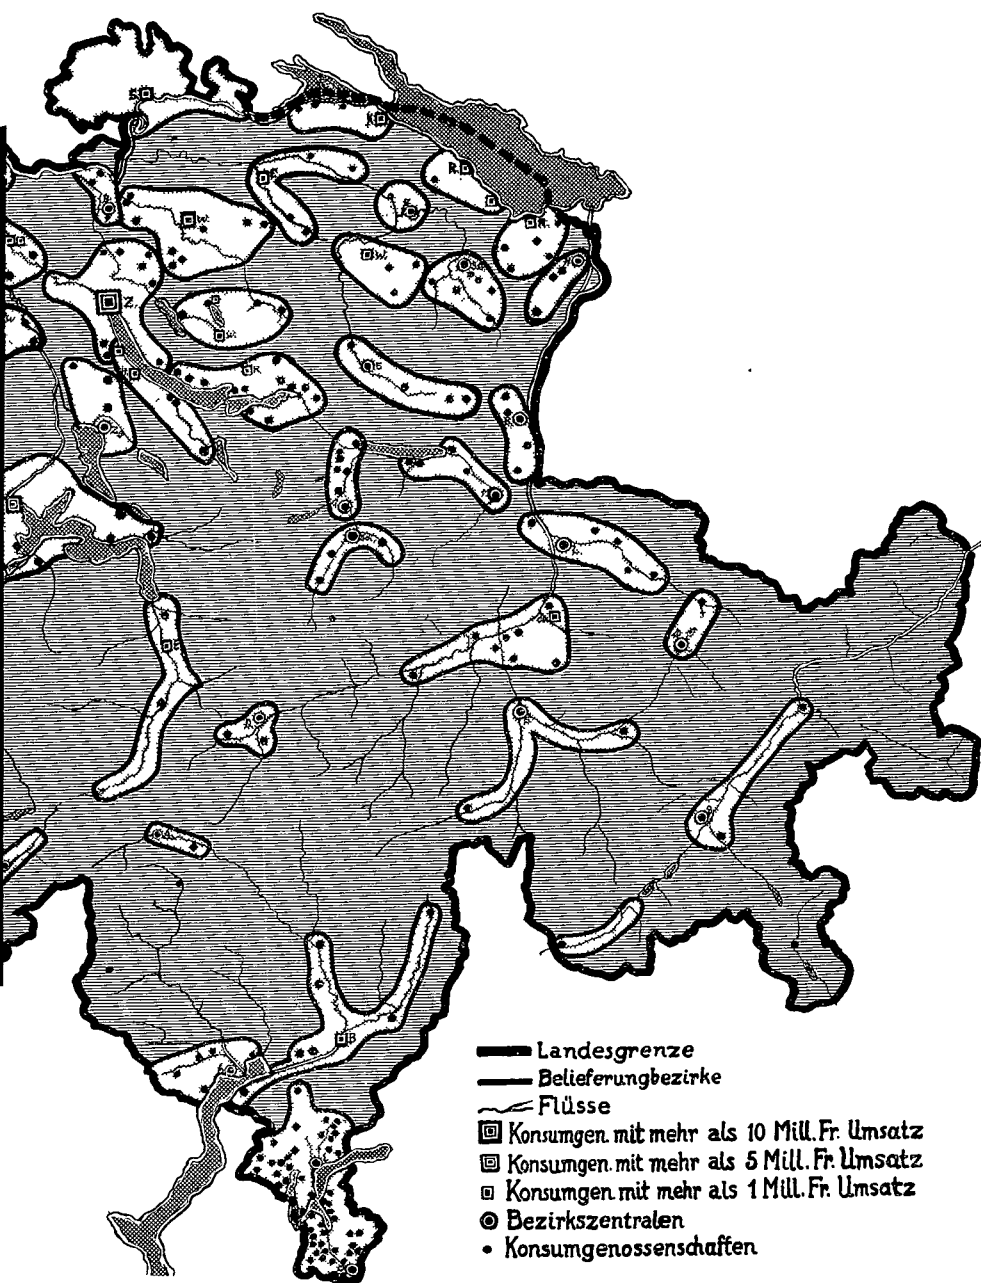 R.
W.
Z.
W.
R
B
Landesgrenze
Belieferungbezirke
Flüsse
Konsumgen. mit mehr als 10 Mill. Fr. Umsatz
Konsumgen. mit mehr als 5 Mill. Fr. Umsatz
Konsumgen. mit mehr als 1 Mill. Fr. Umsatz
Bezirkszentralen
Konsumgenossenschaften